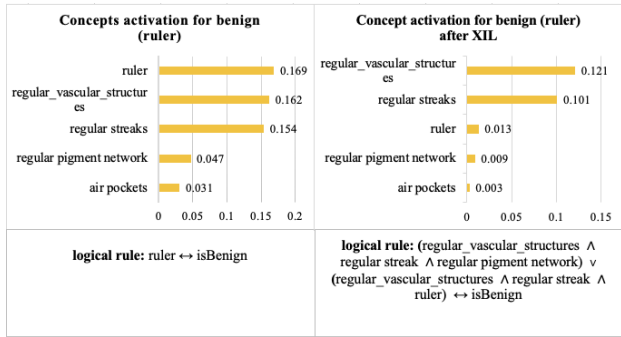 Concepts activation for benign
(ruler)
ruler
0.169
regular_vascular_structur
es
0.162
regular streaks
0.154
regular pigment network
0.047
air pockets
0.031
0 0.05 0.1 0.15 0.2
logical rule: ruler ↔ isBenign
Concept activation for benign (ruler)
after XIL
regular_vascular_structur
es
0.121
regular streaks
0.101
ruler
0.013
regular pigment network
0.009
air pockets
0.003
0 0.05 0.1 0.15
logical rule: (regular_vascular_structures ∧
regular streak ∧ regular pigment network) ∨
(regular_vascular_structures ∧ regular streak ∧
ruler) ↔ isBenign